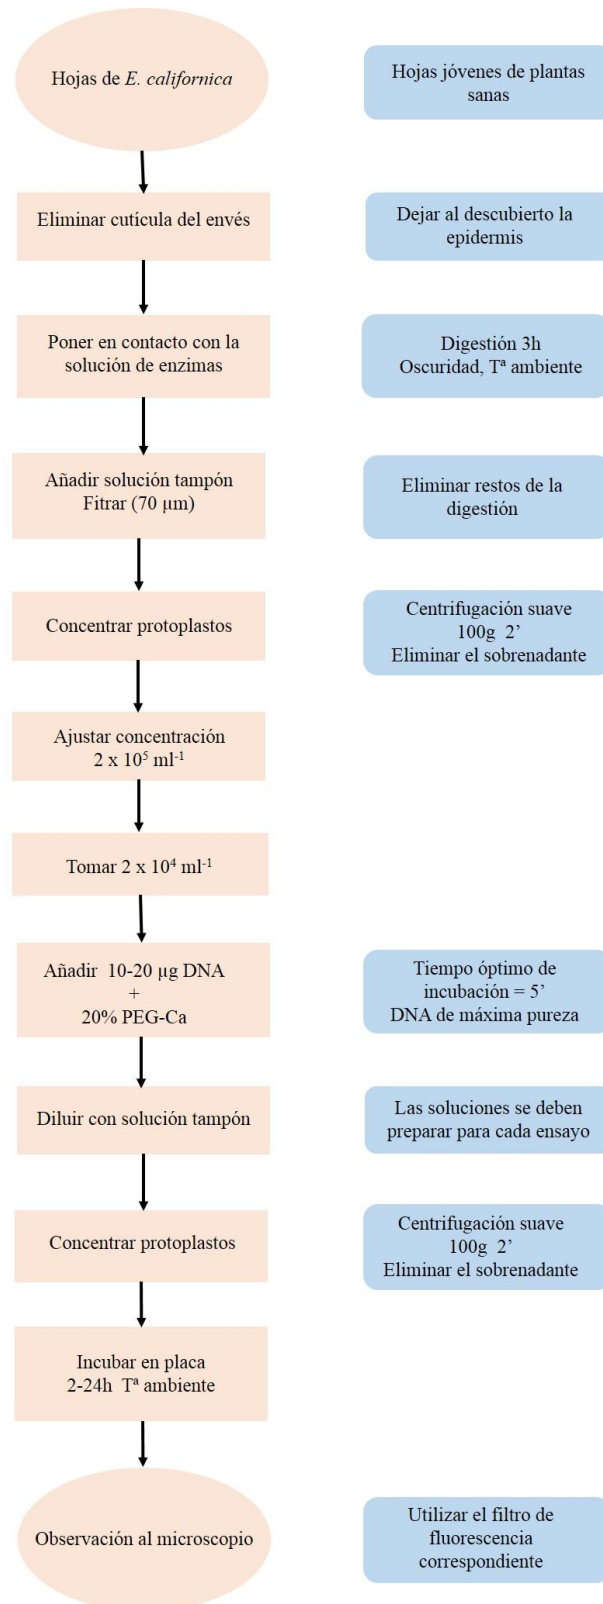 Hojas de E. californica
Hojas jóvenes de plantas
sanas
Eliminar cutícula del envés
Dejar al descubierto la
epidermis
Poner en contacto con la
solución de enzimas
Digestión 3h
Oscuridad, Tª ambiente
Añadir solución tampón
Fitrar (70 µm)
Eliminar restos de la
digestión
Concentrar protoplastos
Centrifugación suave
100g 2’
Eliminar el sobrenadante
Ajustar concentración
2 x 10⁵ ml⁻¹
Tomar 2 x 10⁴ ml⁻¹
Añadir 10-20 µg DNA
+
20% PEG-Ca
Tiempo óptimo de
incubación = 5’
DNA de máxima pureza
Diluir con solución tampón
Las soluciones se deben
preparar para cada ensayo
Concentrar protoplastos
Centrifugación suave
100g 2’
Eliminar el sobrenadante
Incubar en placa
2-24h Tª ambiente
Observación al microscopio
Utilizar el filtro de
fluorescencia
correspondiente